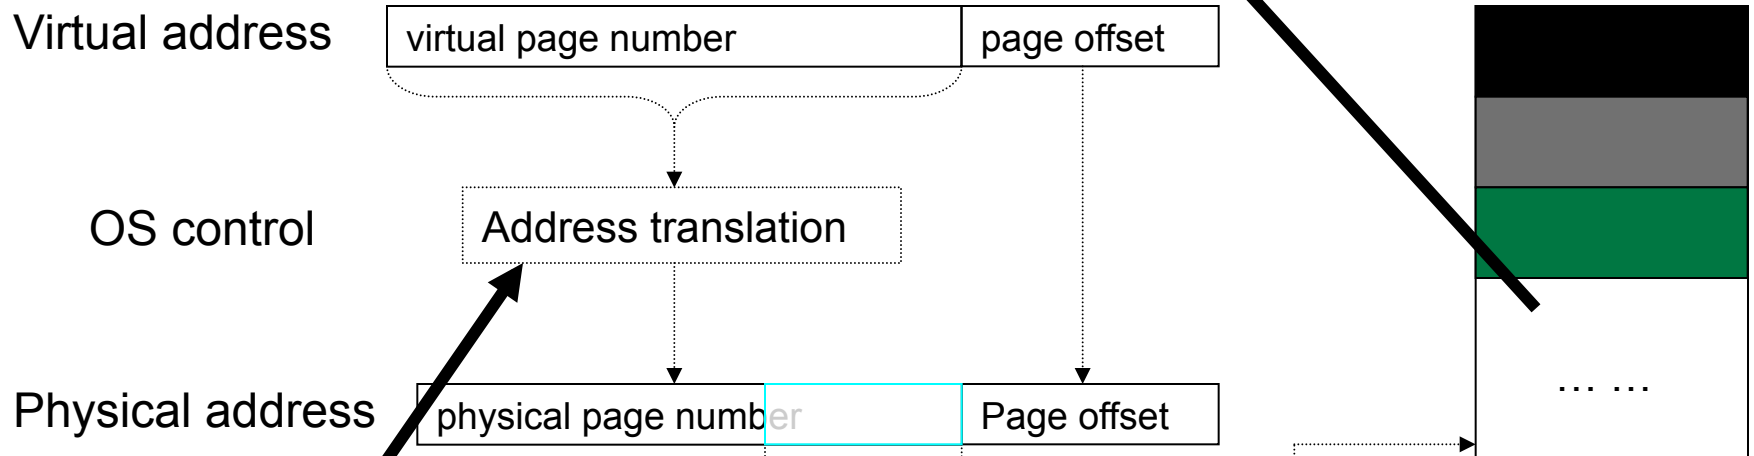 Virtual address
virtual page number
page offset
OS control
Address translation
Physical address
physical page number
Page offset
... ...